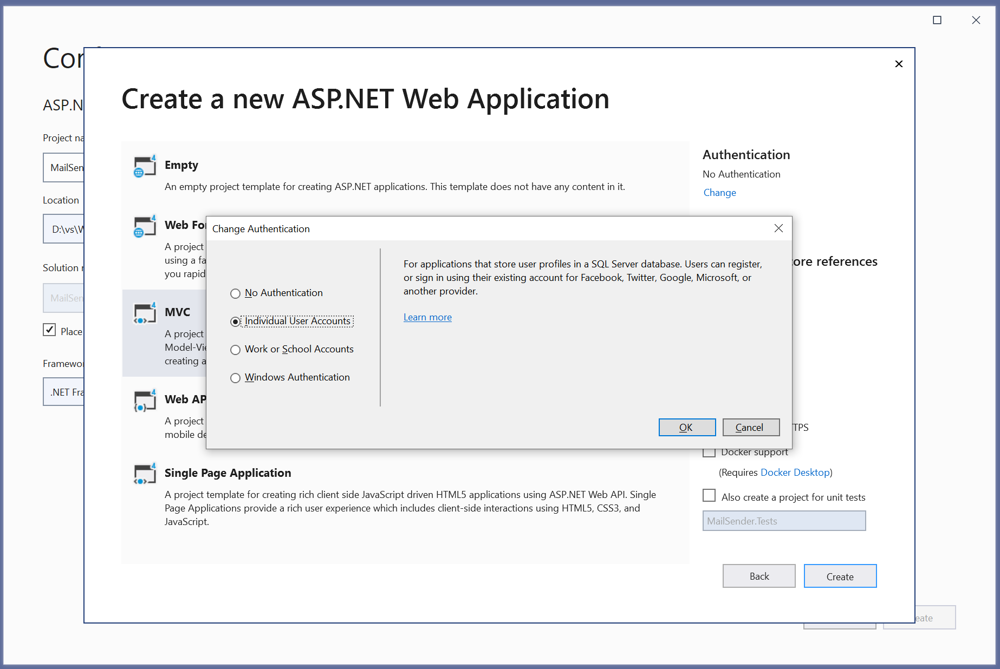 Create a new ASP.NET Web Application
ASP.N
Project na
MailSen
Location
D:\vs\W
Solution
MailSen
Place
Framewor
.NET Fra
Empty
An empty project template for creating ASP.NET applications. This template does not have any content in it.
Web For
A project
using a fa
you rapid
MVC
A project
Model-Vie
creating a
Web AP
A project
mobile de
Single Page Application
A project template for creating rich client side JavaScript driven HTML5 applications using ASP.NET Web API. Single
Page Applications provide a rich user experience which includes client-side interactions using HTML5, CSS3, and
JavaScript.
Authentication
No Authentication
Change
core references
Change Authentication
No Authentication
Individual User Accounts
Work or School Accounts
Windows Authentication
For applications that store user profiles in a SQL Server database. Users can register,
or sign in using their existing account for Facebook, Twitter, Google, Microsoft, or
another provider.
Learn more
OK
Cancel
TPS
Docker support
(Requires Docker Desktop)
Also create a project for unit tests
MailSender.Tests
Back
Create
eate